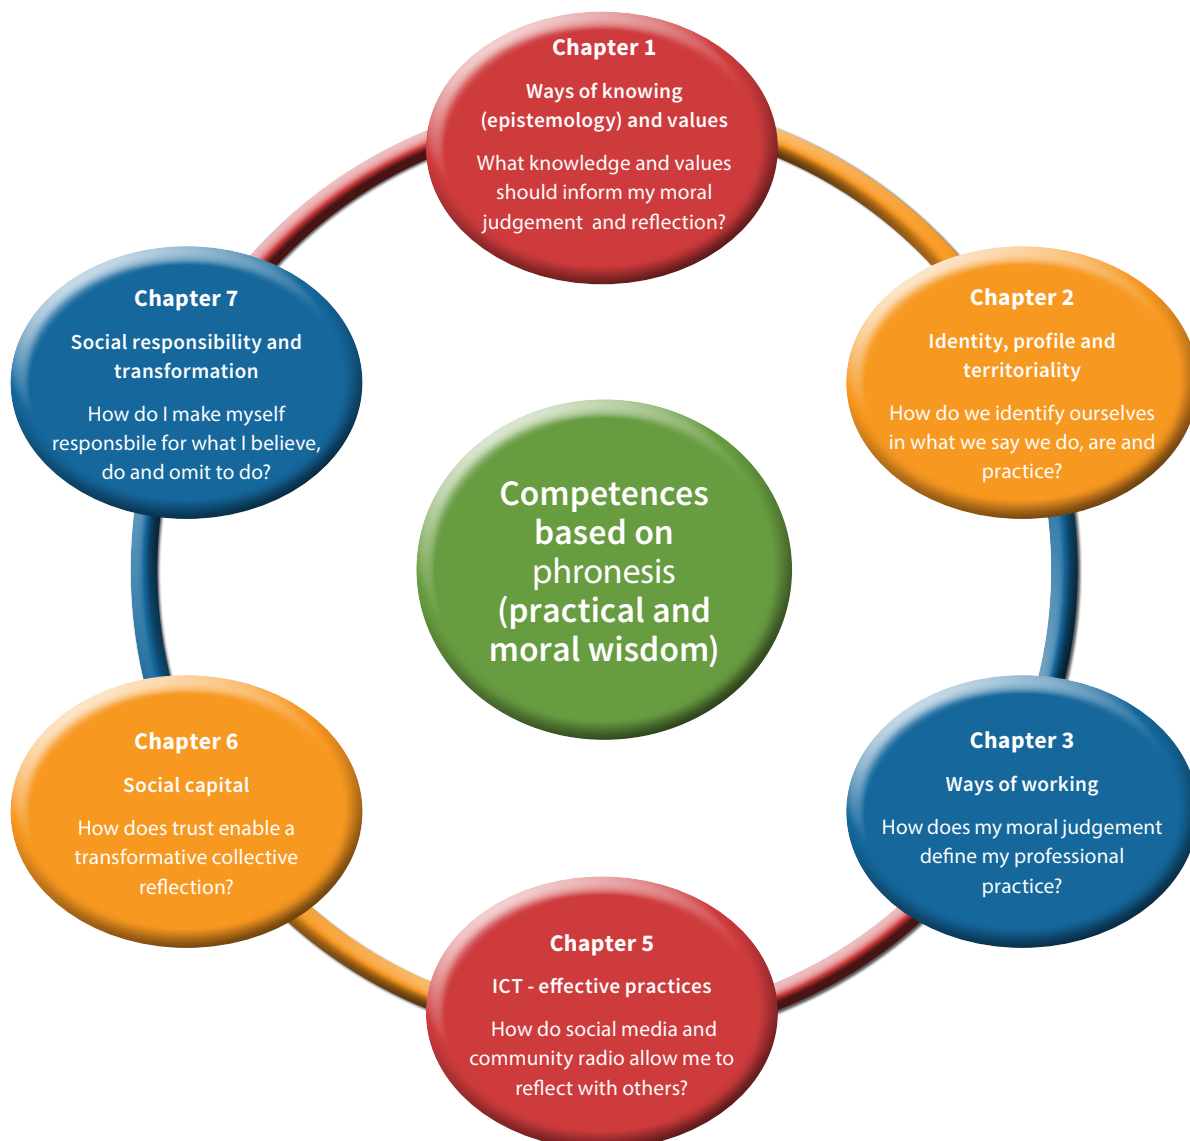 Chapter 1
Ways of knowing
(epistemology) and values
What knowledge and values
should inform my moral
judgement and reflection?
Chapter 2
Identity, profile and
territoriality
How do we identify ourselves
in what we say we do, are and
practice?
Chapter 3
Ways of working
How does my moral judgement
define my professional
practice?
Chapter 5
ICT - effective practices
How do social media and
community radio allow me to
reflect with others?
Chapter 6
Social capital
How does trust enable a
transformative collective
reflection?
Chapter 7
Social responsibility and
transformation
How do I make myself
responsbile for what I believe,
do and omit to do?
Competences
based on
phronesis
(practical and
moral wisdom)